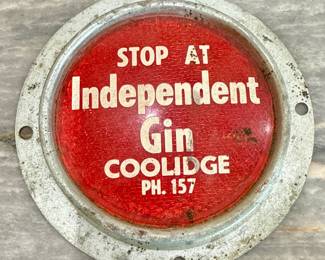 STOP AT
Independent
Gin
COOLIDGE
PH. 157